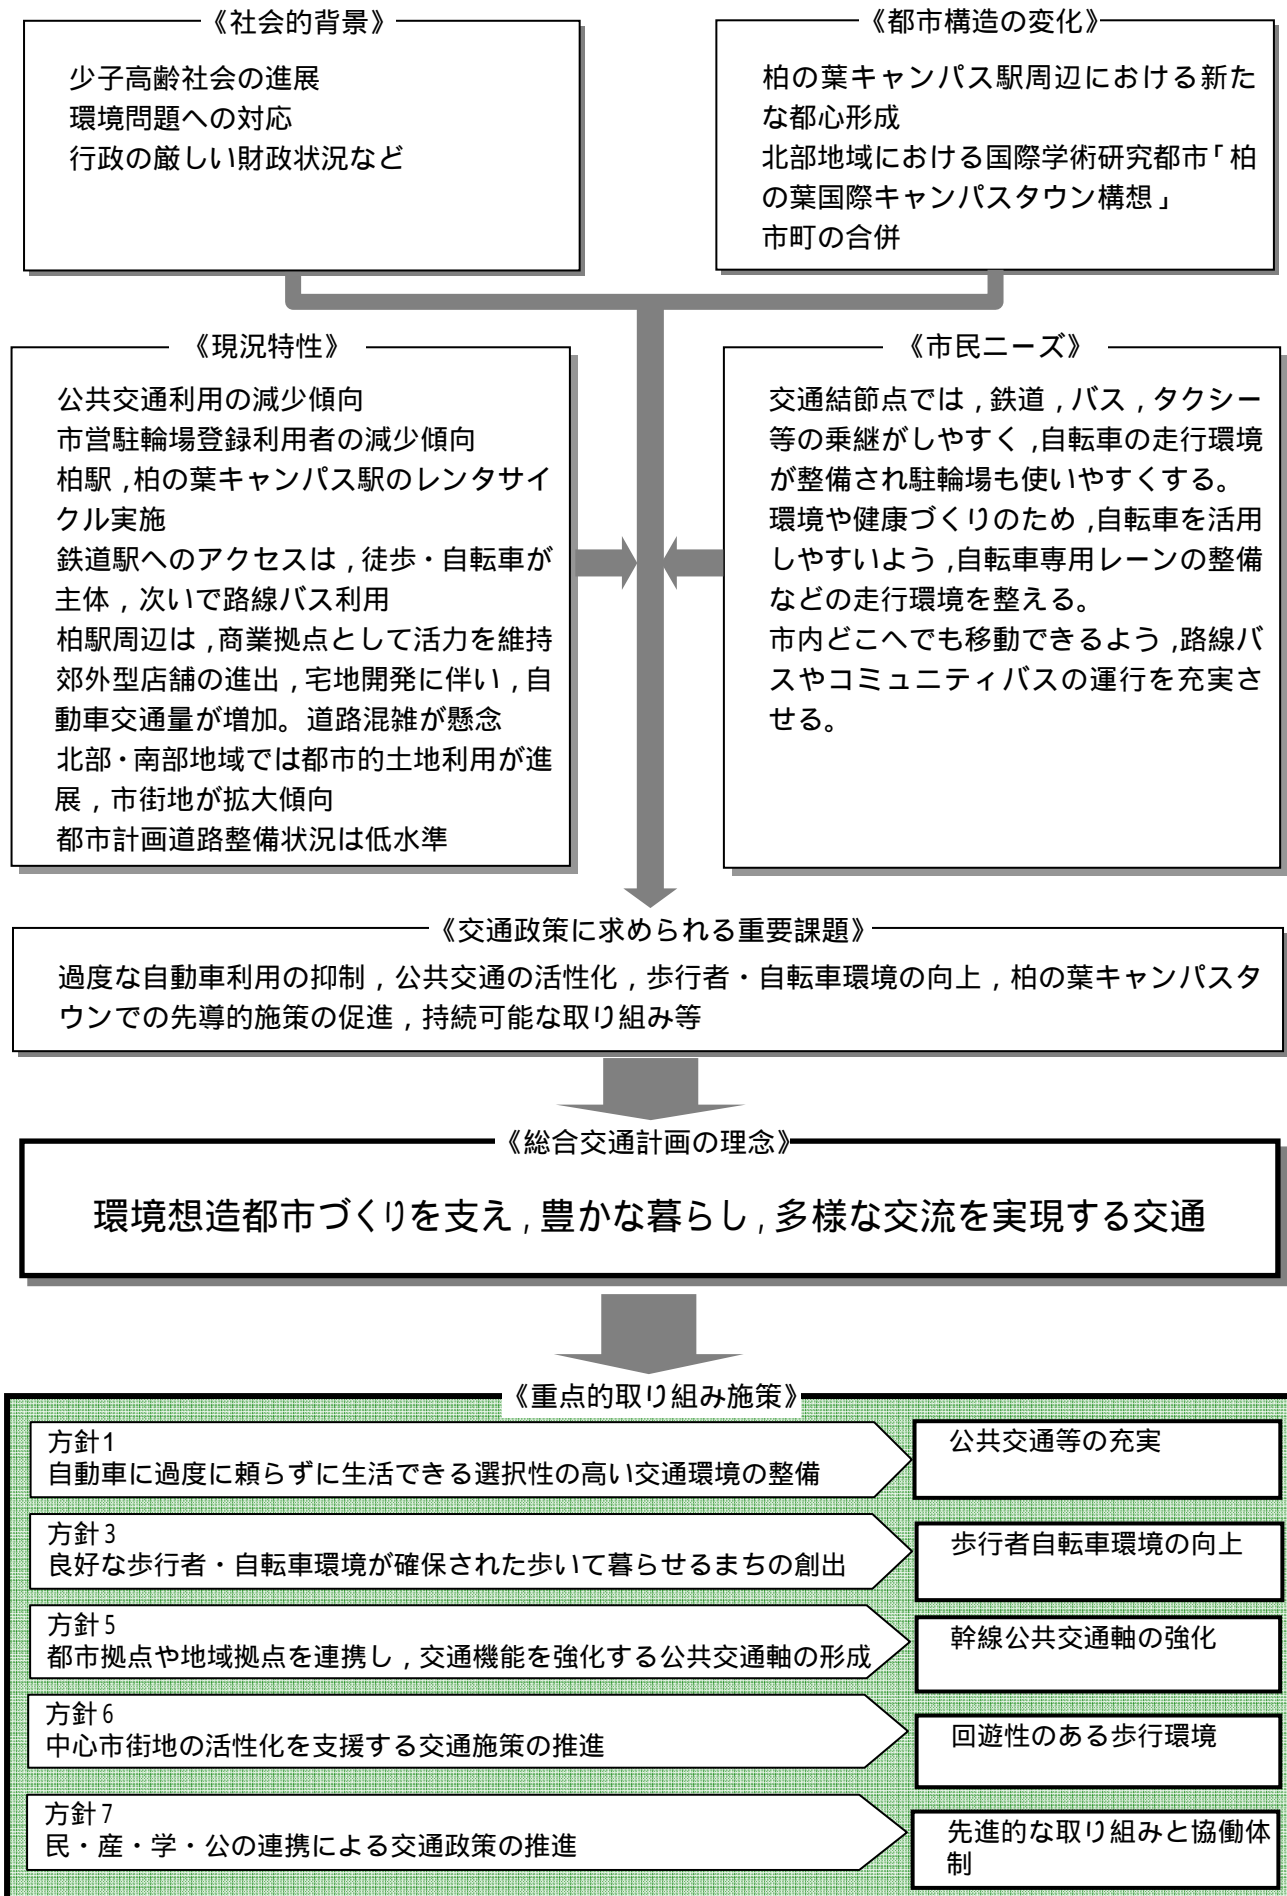 《社会的背景》
少子高齢社会の進展
環境問題への対応
行政の厳しい財政状況など
《都市構造の変化》
柏の葉キャンパス駅周辺における新た
な都心形成
北部地域における国際学術研究都市「柏
の葉国際キャンパスタウン構想」
市町の合併
《現況特性》
公共交通利用の減少傾向
市営駐輪場登録利用者の減少傾向
柏駅，柏の葉キャンパス駅のレンタサイ
クル実施
鉄道駅へのアクセスは，徒歩・自転車が
主体，次いで路線バス利用
柏駅周辺は，商業拠点として活力を維持
郊外型店舗の進出，宅地開発に伴い，自
動車交通量が増加。道路混雑が懸念
北部・南部地域では都市的土地利用が進
展，市街地が拡大傾向
都市計画道路整備状況は低水準
《市民ニーズ》
交通結節点では，鉄道，バス，タクシー
等の乗継がしやすく，自転車の走行環境
が整備され駐輪場も使いやすくする。
環境や健康づくりのため，自転車を活用
しやすいよう，自転車専用レーンの整備
などの走行環境を整える。
市内どこへでも移動できるよう，路線バ
スやコミュニティバスの運行を充実さ
せる。
《交通政策に求められる重要課題》
過度な自動車利用の抑制，公共交通の活性化，歩行者・自転車環境の向上，柏の葉キャンパスタ
ウンでの先導的施策の促進，持続可能な取り組み等
《総合交通計画の理念》
環境想造都市づくりを支え，豊かな暮らし，多様な交流を実現する交通
《重点的取り組み施策》
方針1
自動車に過度に頼らずに生活できる選択性の高い交通環境の整備
公共交通等の充実
方針3
良好な歩行者・自転車環境が確保された歩いて暮らせるまちの創出
歩行者自転車環境の向上
方針5
都市拠点や地域拠点を連携し，交通機能を強化する公共交通軸の形成
幹線公共交通軸の強化
方針6
中心市街地の活性化を支援する交通施策の推進
回遊性のある歩行環境
方針7
民・産・学・公の連携による交通政策の推進
先進的な取り組みと協働体
制